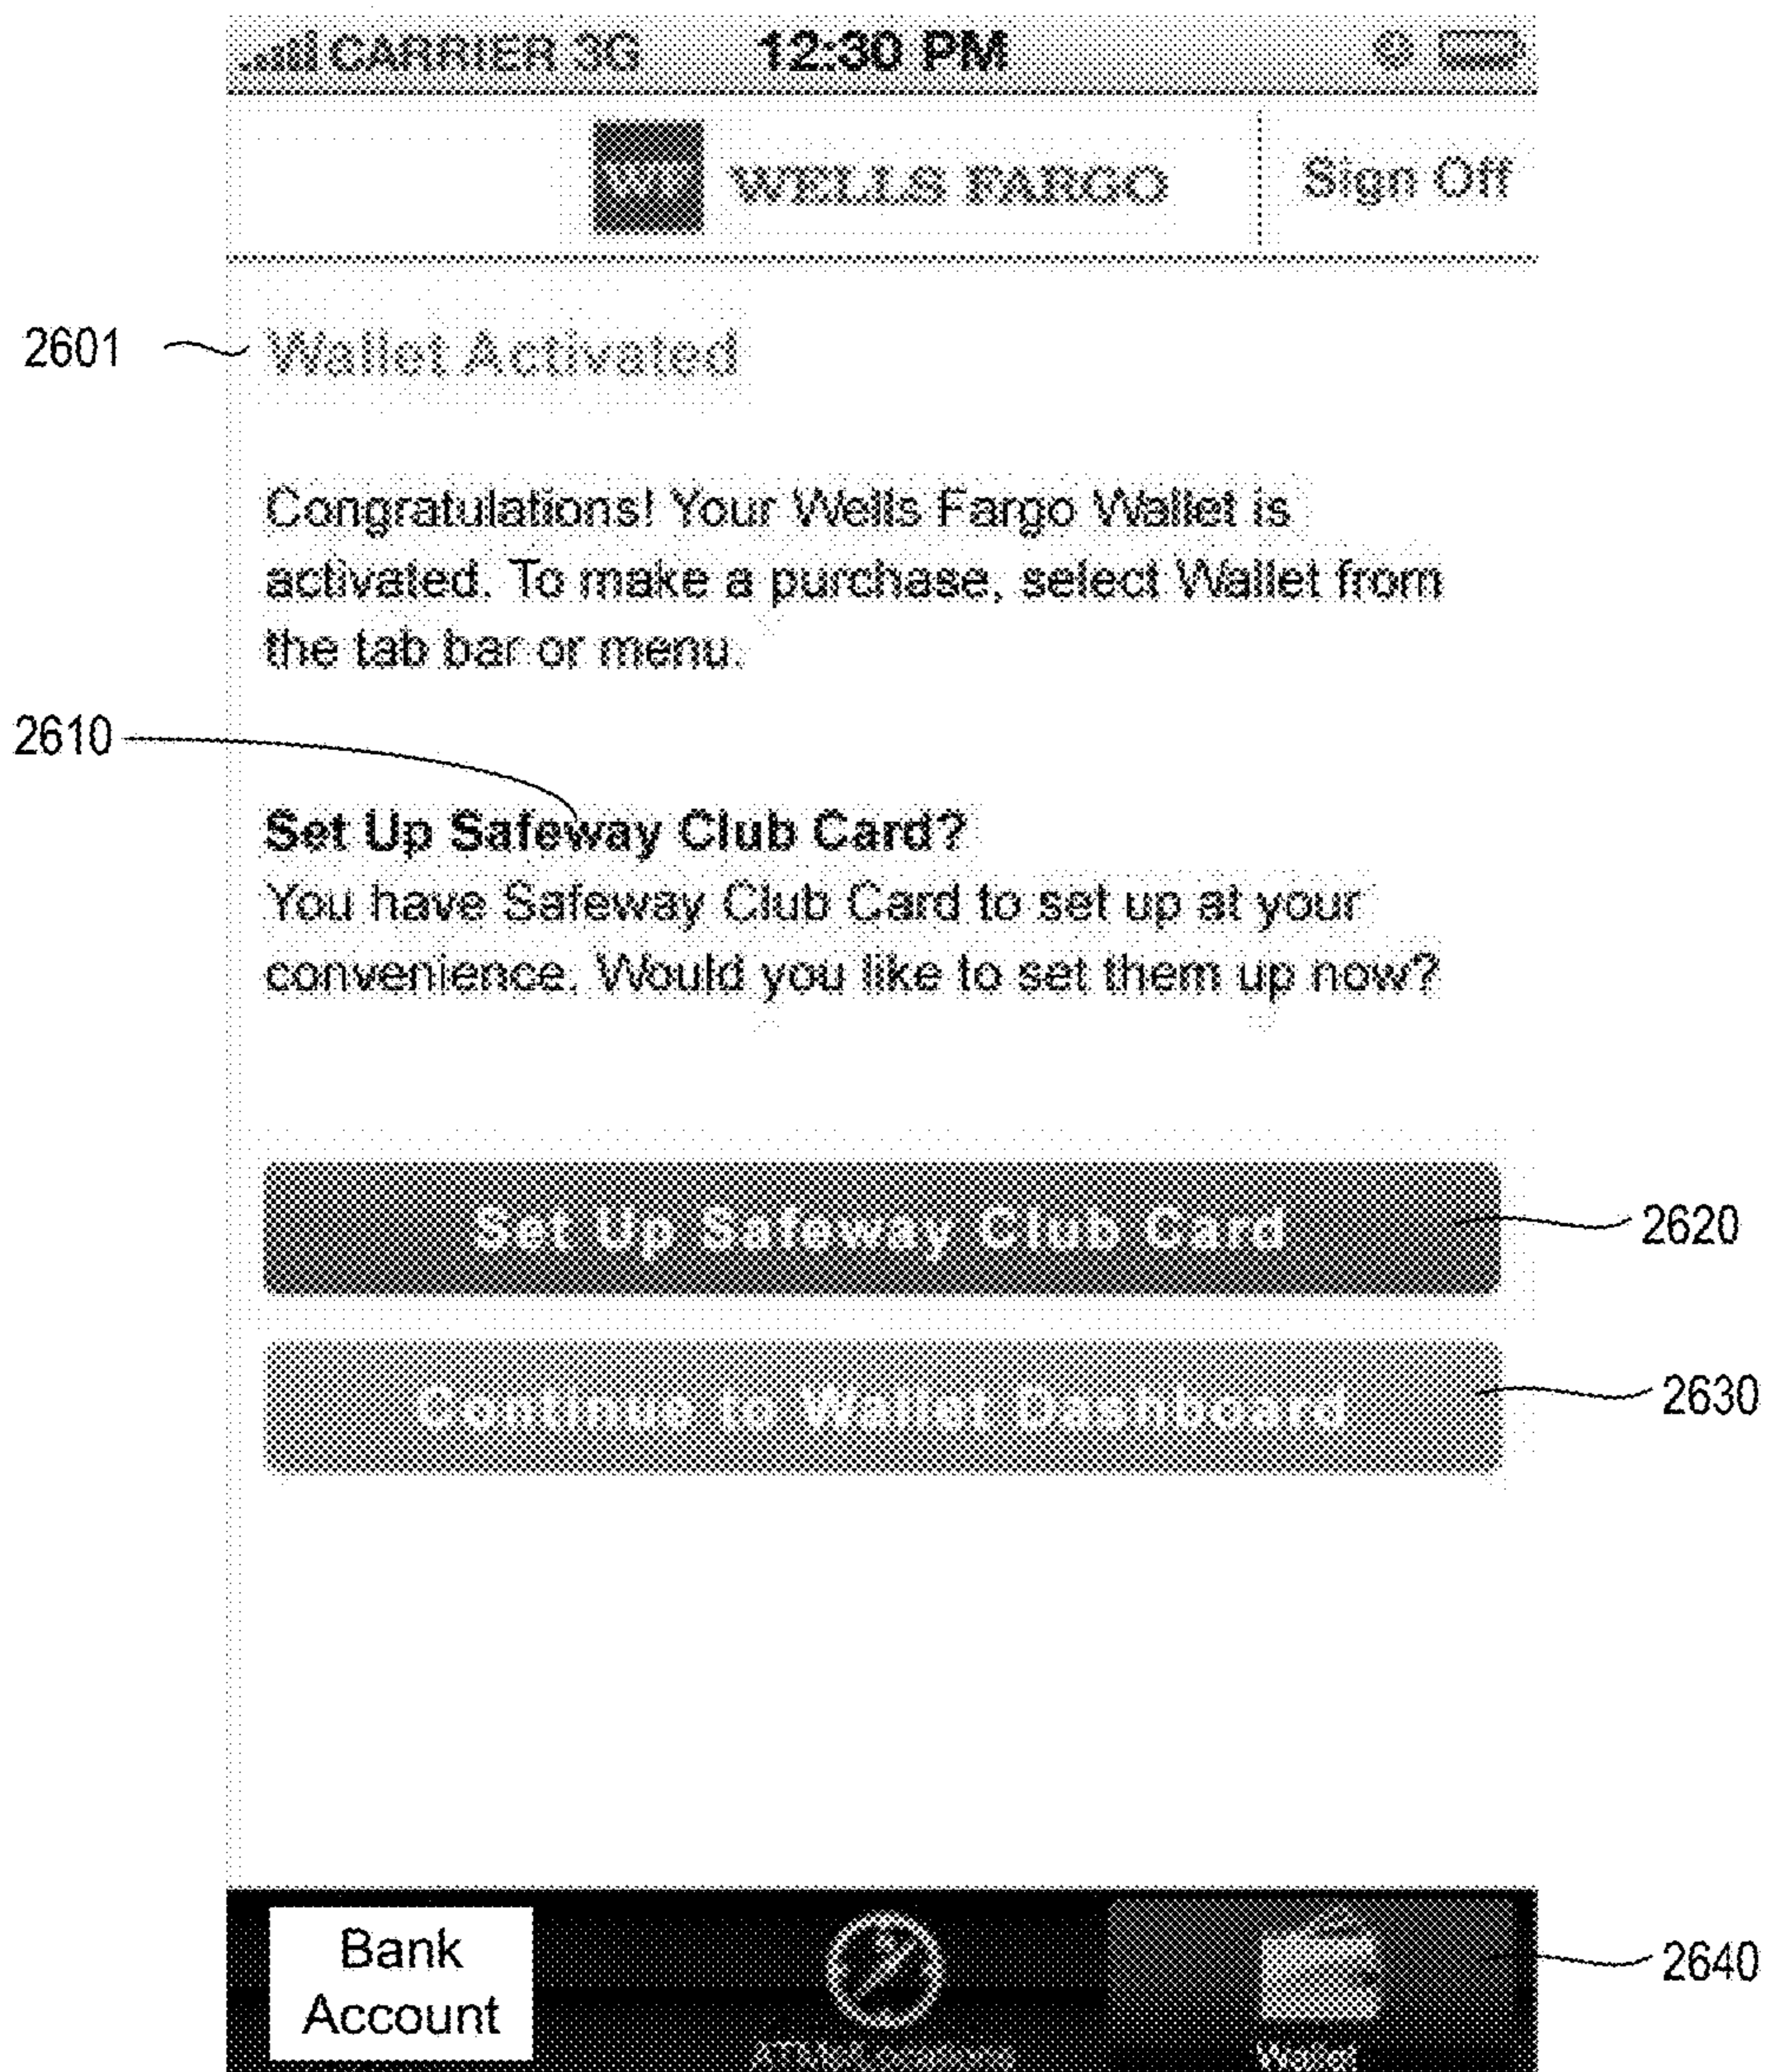 CARRIER 3G 12:30 PM
WELLS FARGO Sign Off
2601 Wallet Activated
Congratulations! Your Wells Fargo Wallet is
activated. To make a purchase, select Wallet from
the tab bar or menu.
2610
Set Up Safeway Club Card?
You have Safeway Club Card to set up at your
convenience. Would you like to set them up now?
Set Up Safeway Club Card 2620
Continue to Wallet Dashboard 2630
Bank
Account
2640
Wallet